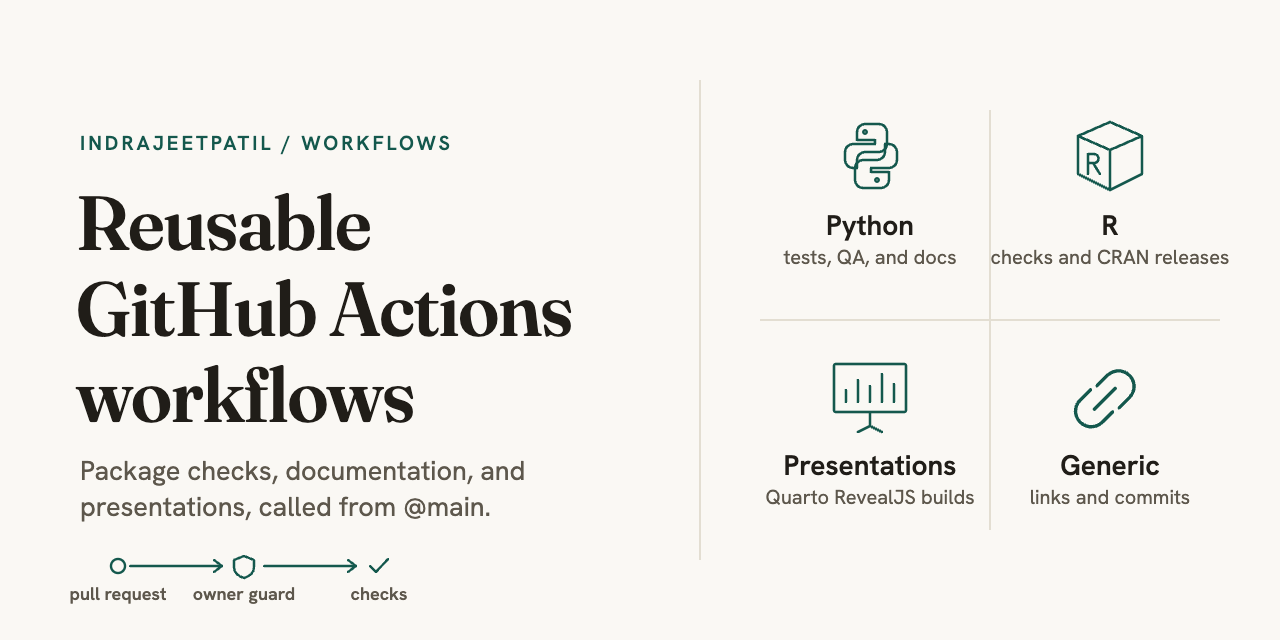 INDRAJEETPATIL / WORKFLOWS
Reusable
GitHub Actions
workflows
Package checks, documentation, and
presentations, called from @main.
pull request
owner guard
checks
Python
tests, QA, and docs
R
R
checks and CRAN releases
Presentations
Quarto RevealJS builds
Generic
links and commits